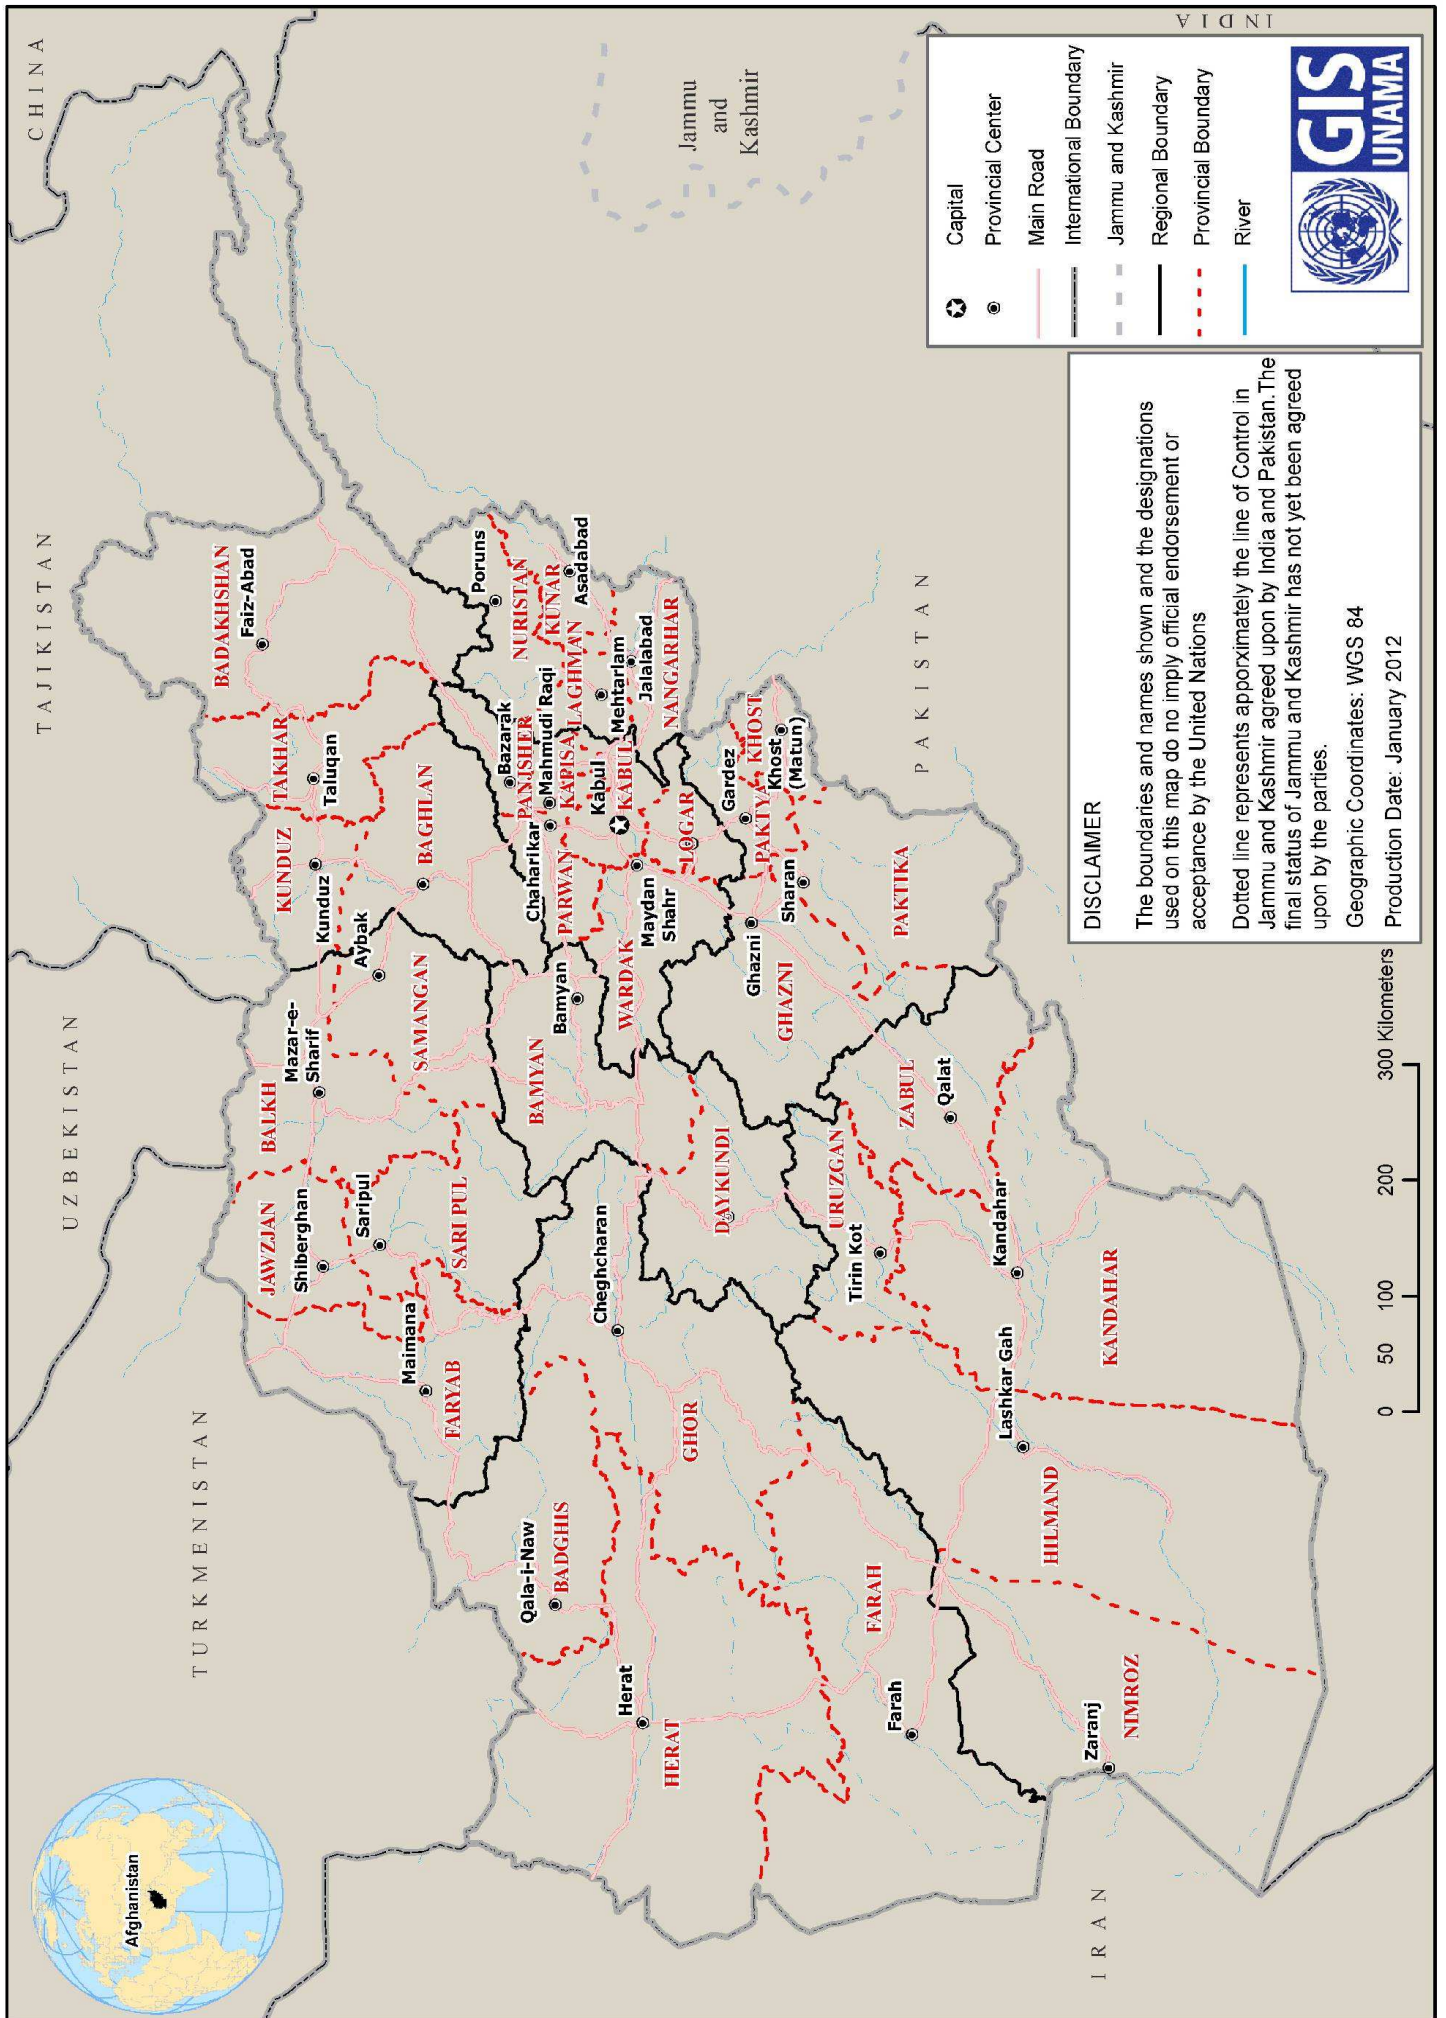 Afghanistan
UZBEKISTAN
TAJIKISTAN
CHINA
TURKMENISTAN
IRAN
PAKISTAN
INDIA
Jammu
and
Kashmir
BADAKHSHAN
Faiz-Abad
TAKHAR
Taluqan
KUNDUZ
Kunduz
BALKH
Mazar-e-
Sharif
JAWZJAN
Shiberghan
Saripul
SARI PUL
Aybak
SAMANGAN
BAGHLAN
Maimana
FARYAB
Poruns
NURISTAN
KUNAR
Asadabad
Bazarak
PANJSHER
Mahmudi Raqi
KAPISA
LAGHMAN
Mehtarlam
Jalalabad
NANGARHAR
Chaharikar
PARWAN
Kabul
KABUL
Bamyan
BAMYAN
WARDAK
Maydan
Shahr
LOGAR
Qala-i-Naw
BADGHIS
Cheghcharan
GHOR
Herat
HERAT
DAYKUNDI
Ghazni
GHAZNI
Gardez
PAKTYA
KHOST
Khost
(Matun)
Sharan
PAKTIKA
URUZGAN
Tirin Kot
ZABUL
Qalat
FARAH
Farah
Kandahar
KANDAHAR
Lashkar Gah
HILMAND
Zaranj
NIMROZ
0 50 100 200 300 Kilometers
DISCLAIMER
The boundaries and names shown and the designations
used on this map do no imply official endorsement or
acceptance by the United Nations
Dotted line represents apporximately the line of Control in
Jammu and Kashmir agreed upon by India and Pakistan.The
final status of Jammu and Kashmir has not yet been agreed
upon by the parties.
Geographic Coordinates: WGS 84
Production Date: January 2012
Capital
Provincial Center
Main Road
International Boundary
Jammu and Kashmir
Regional Boundary
Provincial Boundary
River
GIS
UNAMA